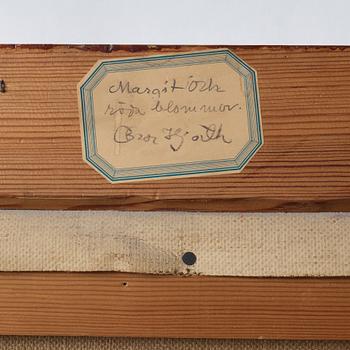 Margit och
röda blommor.
Bror Hjorth